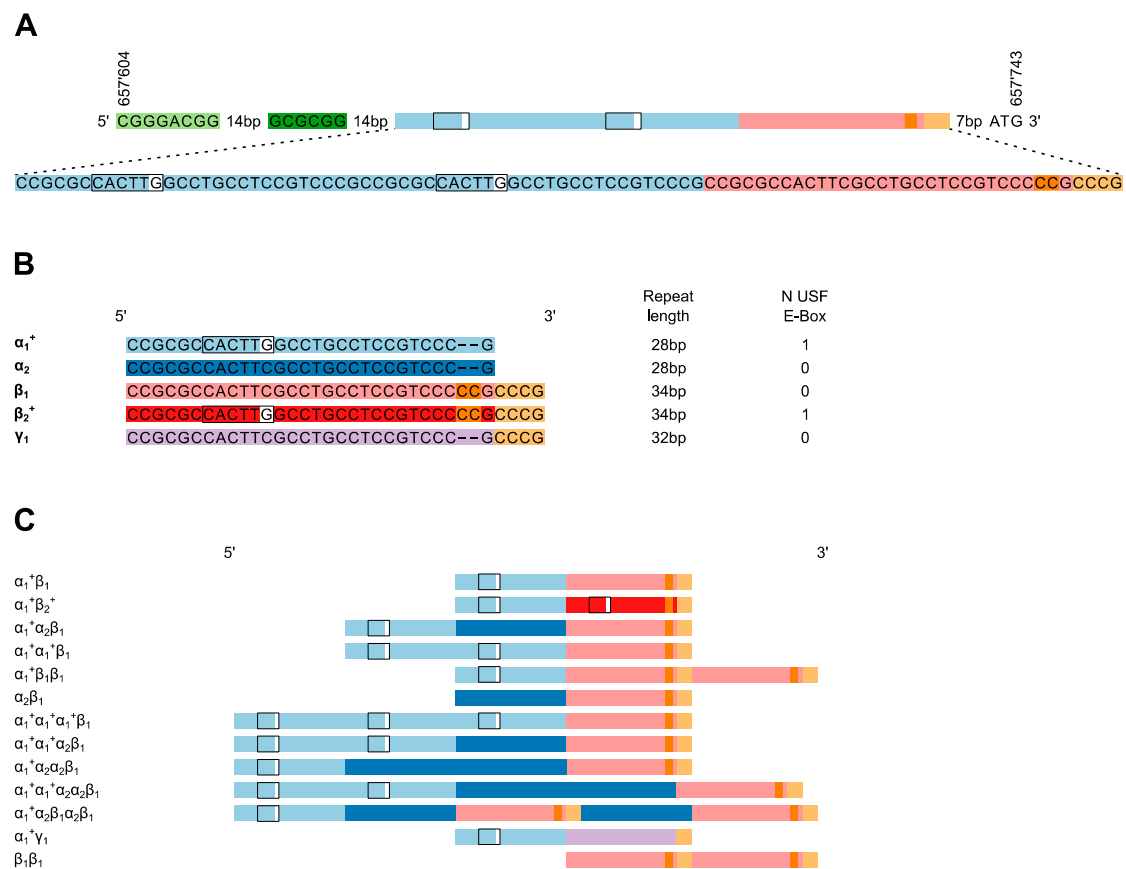 A
657'604
657'743
5' CGGGACGG 14bp GCGCGG 14bp 7bp ATG 3'
CCGCGCCACTTGGCCTGCCTCCGTCCCGCCGCGCCACTTGGCCTGCCTCCGTCCCGCCGCGCCACTTCGCCTGCCTCCGTCCCCCGCCCG
B
Repeat N USF
5' 3' length E-Box
α₁⁺ CCGCGCCACTTGGCCTGCCTCCGTCCC--G 28bp 1
α₂ CCGCGCCACTTCGCCTGCCTCCGTCCC--G 28bp 0
β₁ CCGCGCCACTTCGCCTGCCTCCGTCCCCCGCCCG 34bp 0
β₂⁺ CCGCGCCACTTGGCCTGCCTCCGTCCCCCGCCCG 34bp 1
γ₁ CCGCGCCACTTCGCCTGCCTCCGTCCC--GCCCG 32bp 0
C
5' 3'
α₁⁺β₁
α₁⁺β₂⁺
α₁⁺α₂β₁
α₁⁺α₁⁺β₁
α₁⁺β₁β₁
α₂β₁
α₁⁺α₁⁺α₁⁺β₁
α₁⁺α₁⁺α₂β₁
α₁⁺α₂α₂β₁
α₁⁺α₁⁺α₂α₂β₁
α₁⁺α₂β₁α₂β₁
α₁⁺γ₁
β₁β₁